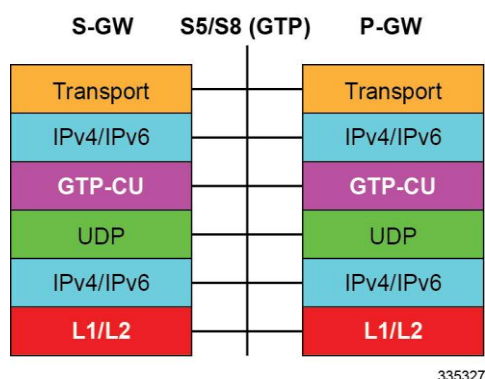 S-GW S5/S8 (GTP) P-GW
Transport Transport
IPv4/IPv6 IPv4/IPv6
GTP-CU GTP-CU
UDP UDP
IPv4/IPv6 IPv4/IPv6
L1/L2 L1/L2
335327